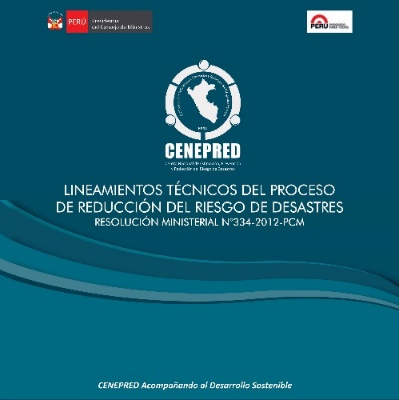 PERÚ
Presidencia
del Consejo de Ministros
PERÚ
CENEPRED
LINEAMIENTOS TÉCNICOS DEL PROCESO
DE REDUCCIÓN DEL RIESGO DE DESASTRES
RESOLUCIÓN MINISTERIAL N°334-2012-PCM
CENEPRED Acompañando al Desarrollo Sostenible